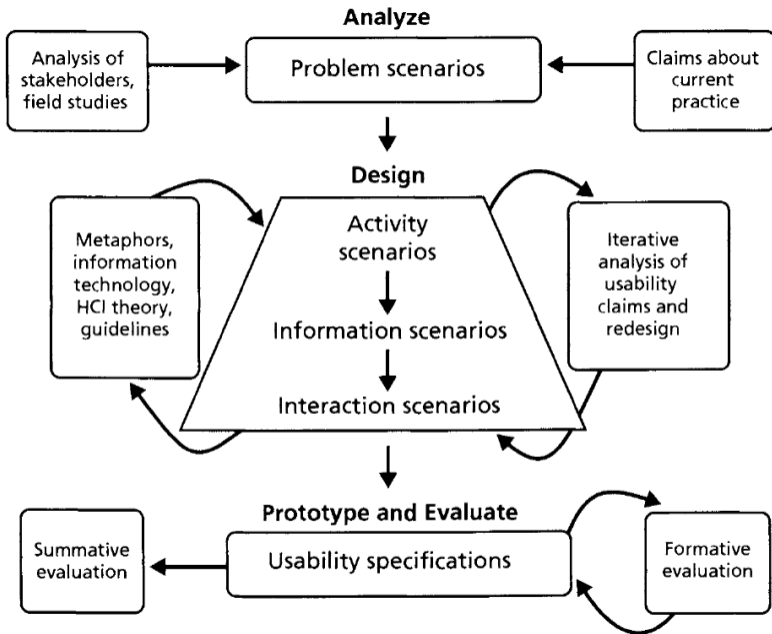 Analyze
Analysis of
stakeholders,
field studies
Problem scenarios
Claims about
current
practice
Design
Metaphors,
information
technology,
HCI theory,
guidelines
Activity
scenarios
Information scenarios
Interaction scenarios
Iterative
analysis of
usability
claims and
redesign
Prototype and Evaluate
Summative
evaluation
Usability specifications
Formative
evaluation